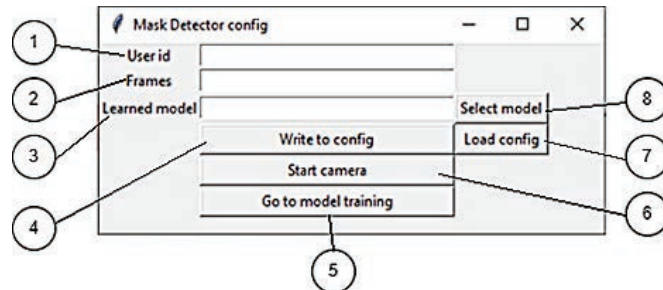 Mask Detector config
1
User id
2
Frames
Learned model
Select model
8
3
Write to config
Load config
7
Start camera
4
6
Go to model training
5